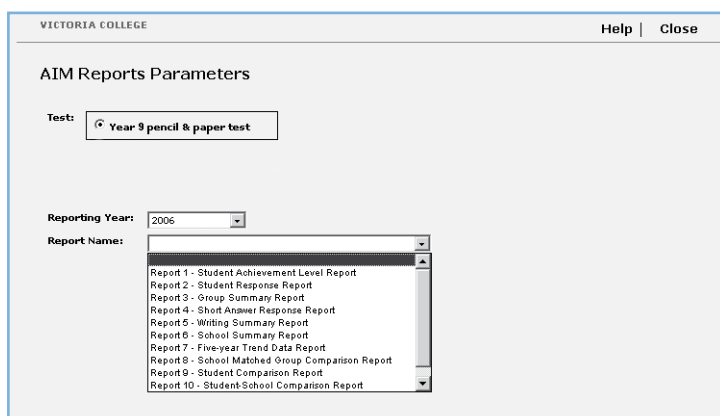 VICTORIA COLLEGE
Help | Close
AIM Reports Parameters
Test: Year 9 pencil & paper test
Reporting Year: 2006
Report Name:
Report 1 - Student Achievement Level Report
Report 2 - Student Response Report
Report 3 - Group Summary Report
Report 4 - Short Answer Response Report
Report 5 - Writing Summary Report
Report 6 - School Summary Report
Report 7 - Five-year Trend Data Report
Report 8 - School Matched Group Comparison Report
Report 9 - Student Comparison Report
Report 10 - Student-School Comparison Report